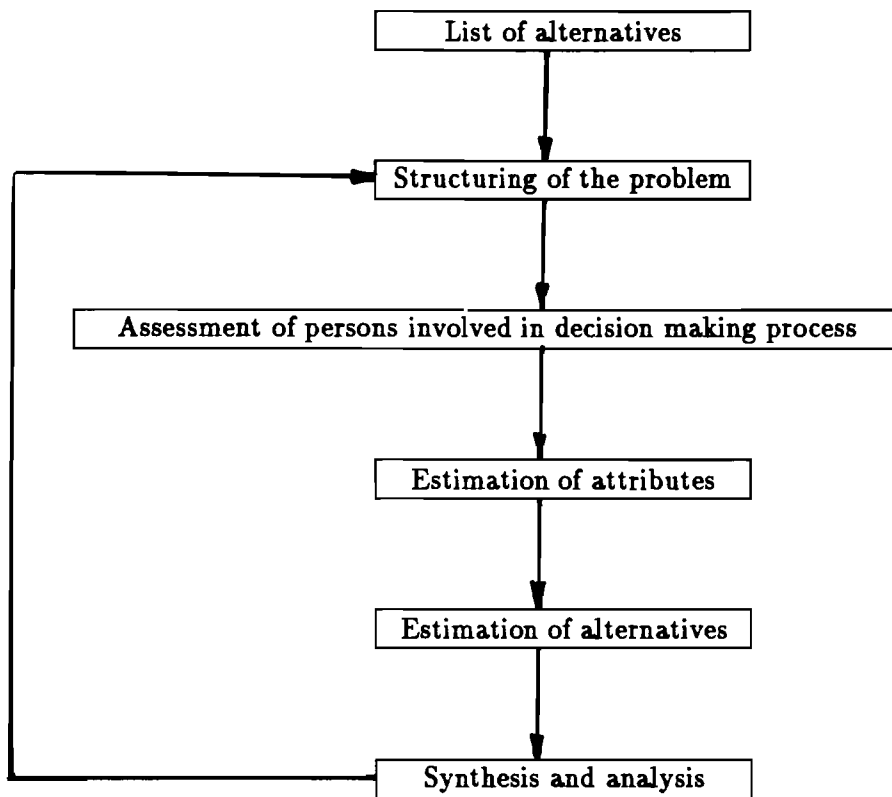 List of alternatives
Structuring of the problem
Assessment of persons involved in decision making process
Estimation of attributes
Estimation of alternatives
Synthesis and analysis